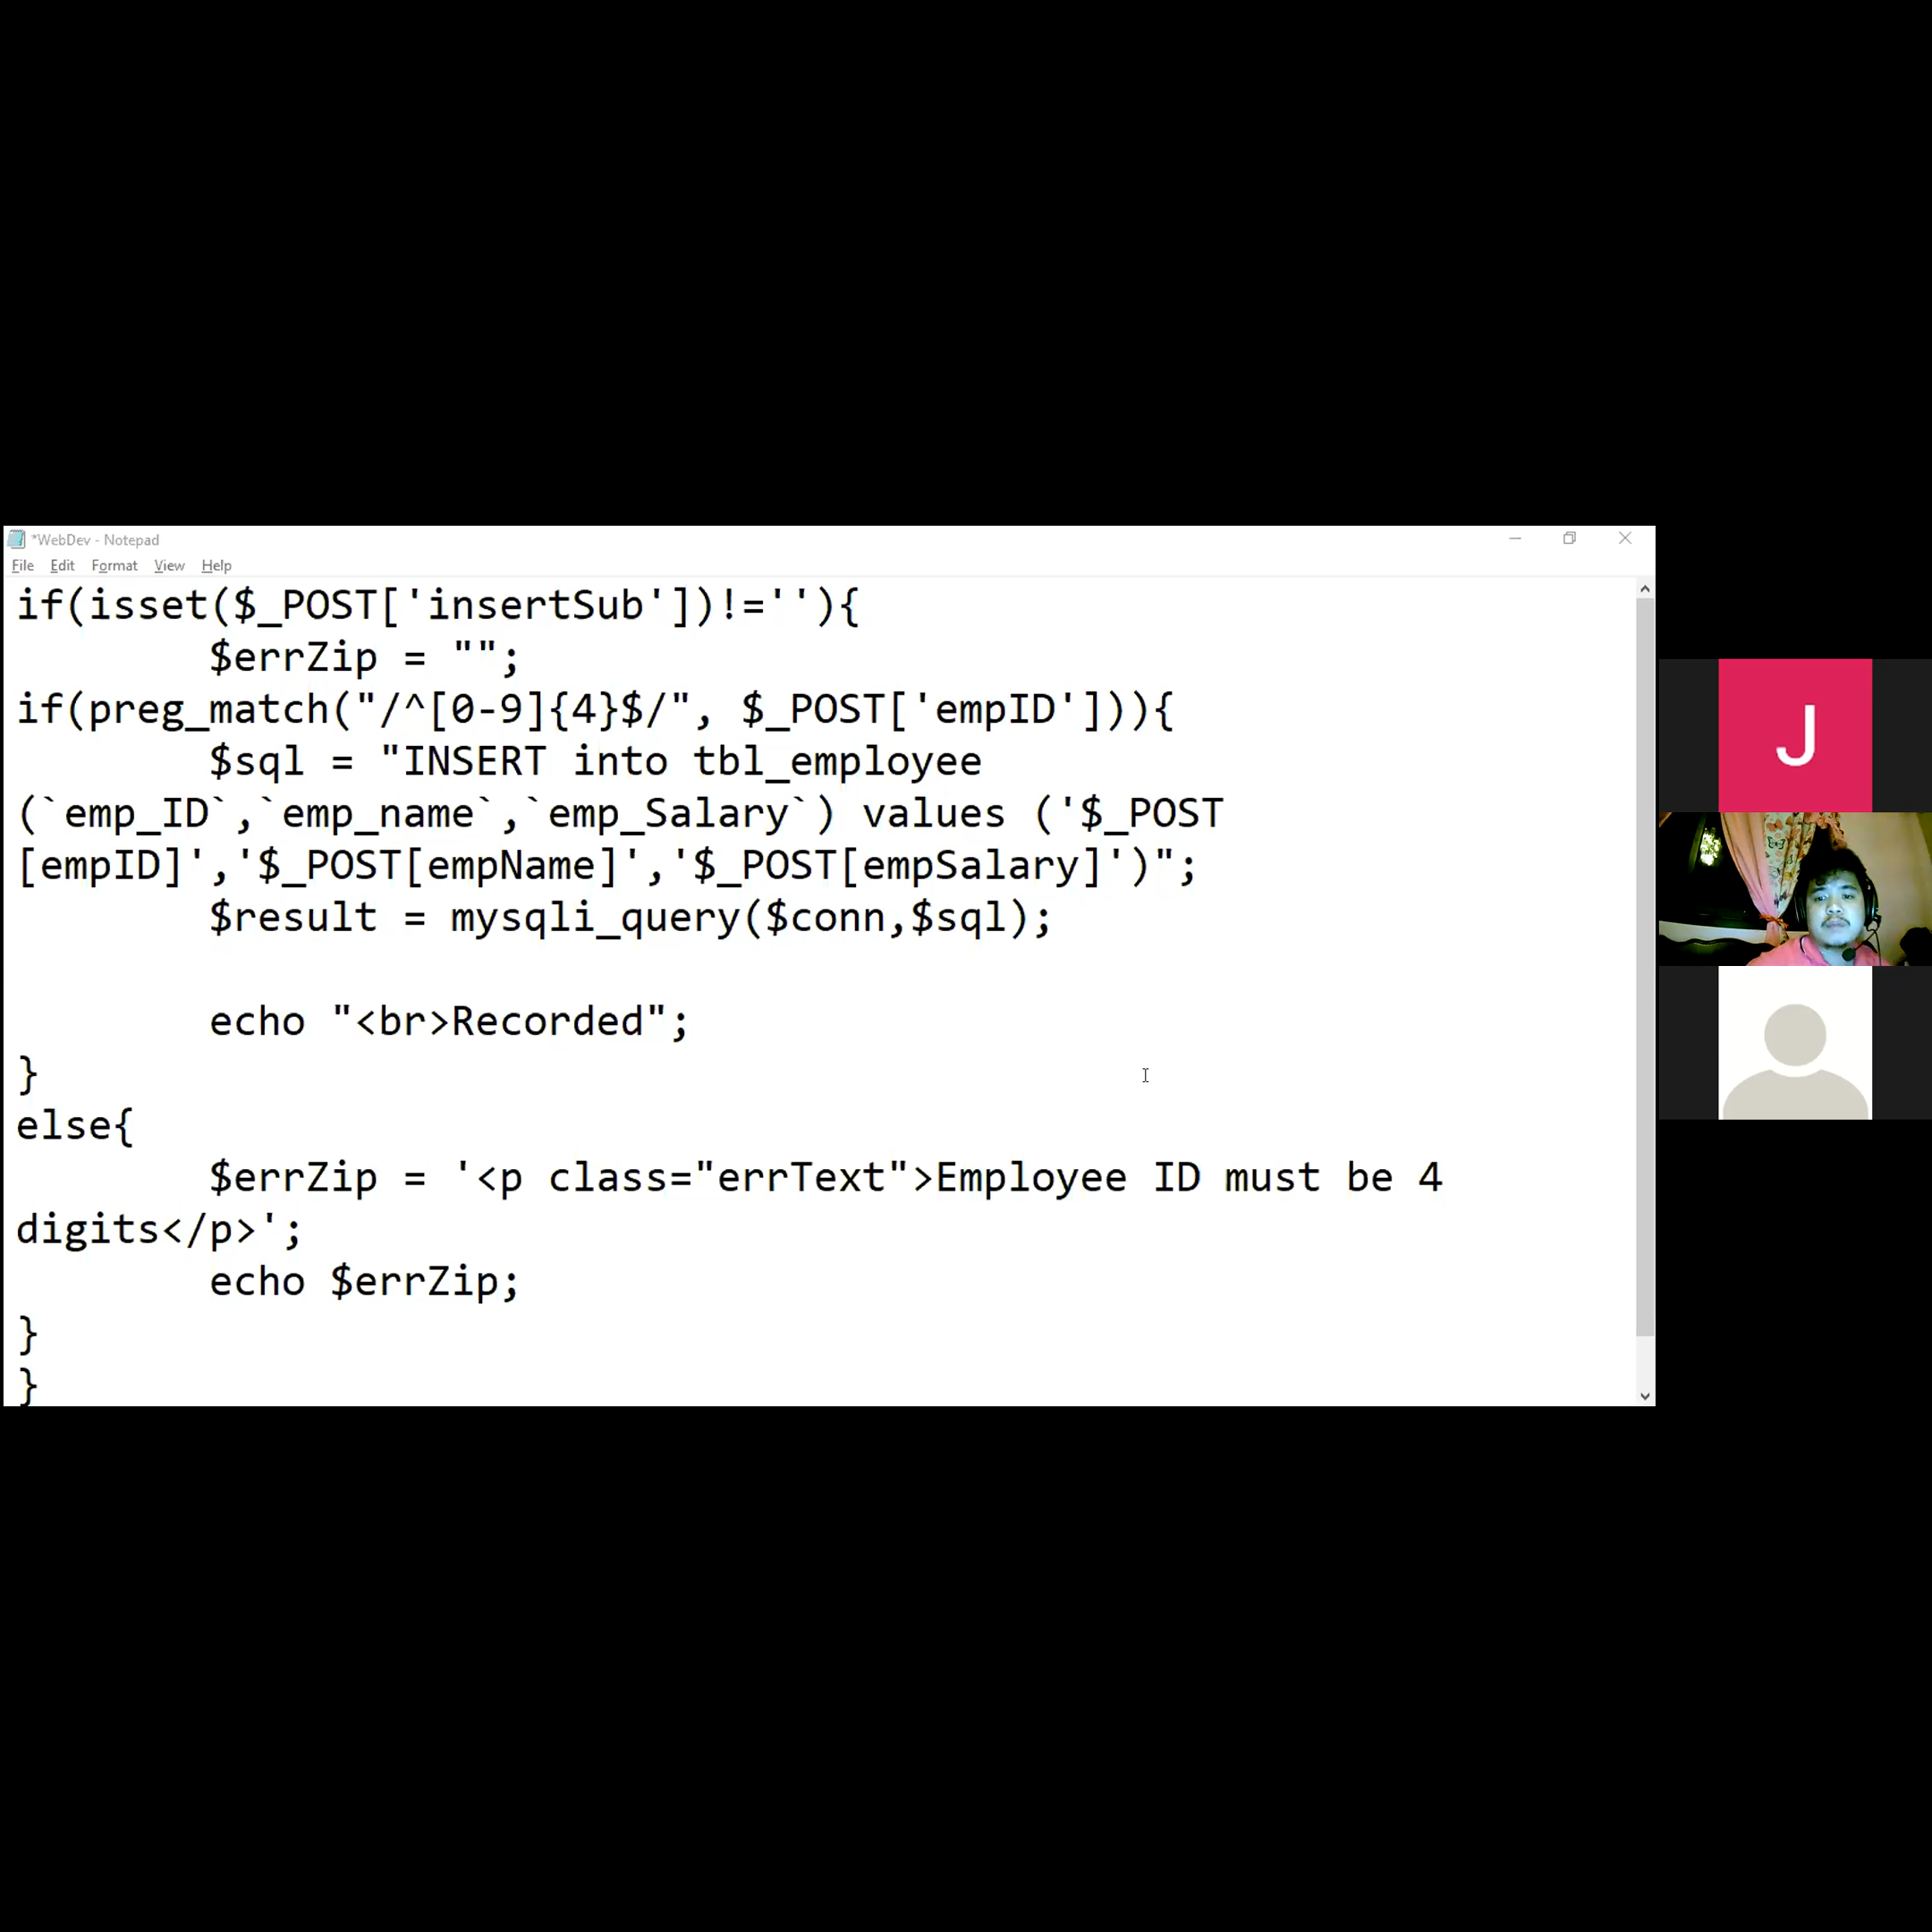 *WebDev - Notepad
File Edit Format View Help
if(isset($_POST['insertSub'])!=''){
$errZip = "";
if(preg_match("/^[0-9]{4}$/", $_POST['empID'])){
$sql = "INSERT into tbl_employee
(`emp_ID`,`emp_name`,`emp_Salary`) values ('$_POST
[empID]','$_POST[empName]','$_POST[empSalary]')";
$result = mysqli_query($conn,$sql);
echo "<br>Recorded";
}
else{
$errZip = '<p class="errText">Employee ID must be 4
digits</p>';
echo $errZip;
}
}
J